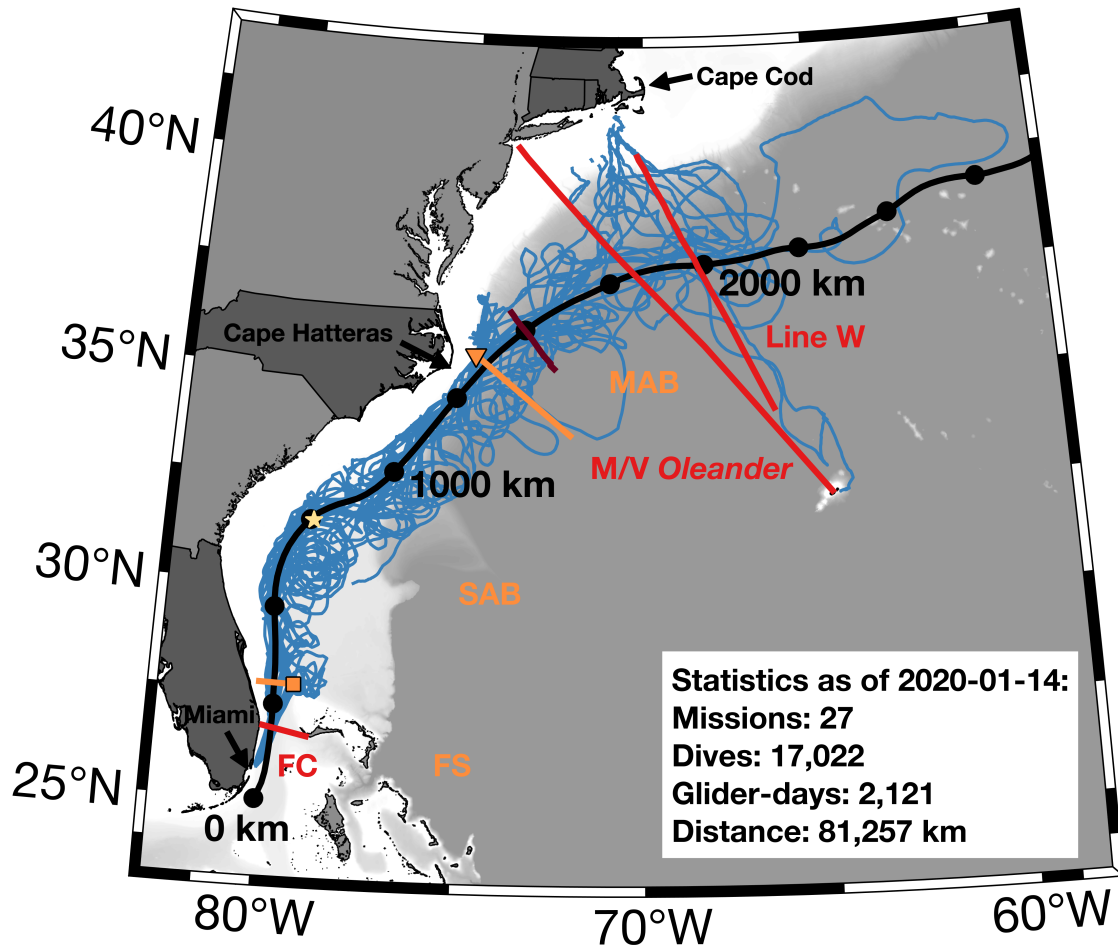 Cape Cod
40°N
2000 km
Cape Hatteras
Line W
35°N
MAB
M/V Oleander
1000 km
30°N
SAB
Statistics as of 2020-01-14:
Missions: 27
Dives: 17,022
Glider-days: 2,121
Distance: 81,257 km
Miami
FC
FS
25°N
0 km
80°W
70°W
60°W